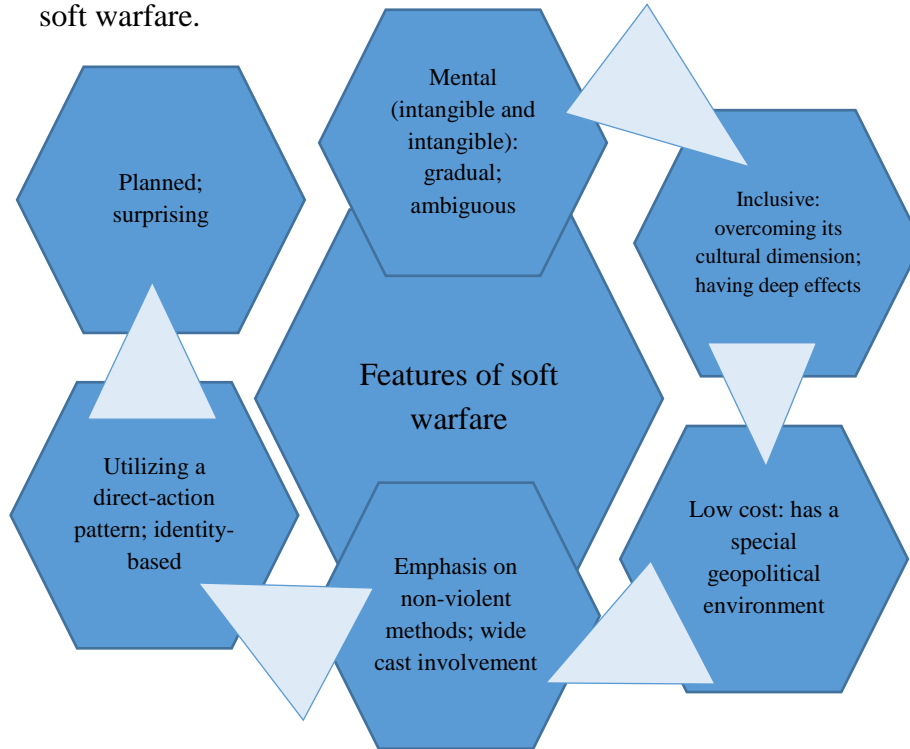 soft warfare.
Mental
(intangible and
intangible):
gradual;
ambiguous
Inclusive:
overcoming its
cultural dimension;
having deep effects
Low cost: has a
special
geopolitical
environment
Emphasis on
non-violent
methods; wide
cast involvement
Utilizing a
direct-action
pattern; identity-
based
Planned;
surprising
Features of soft
warfare